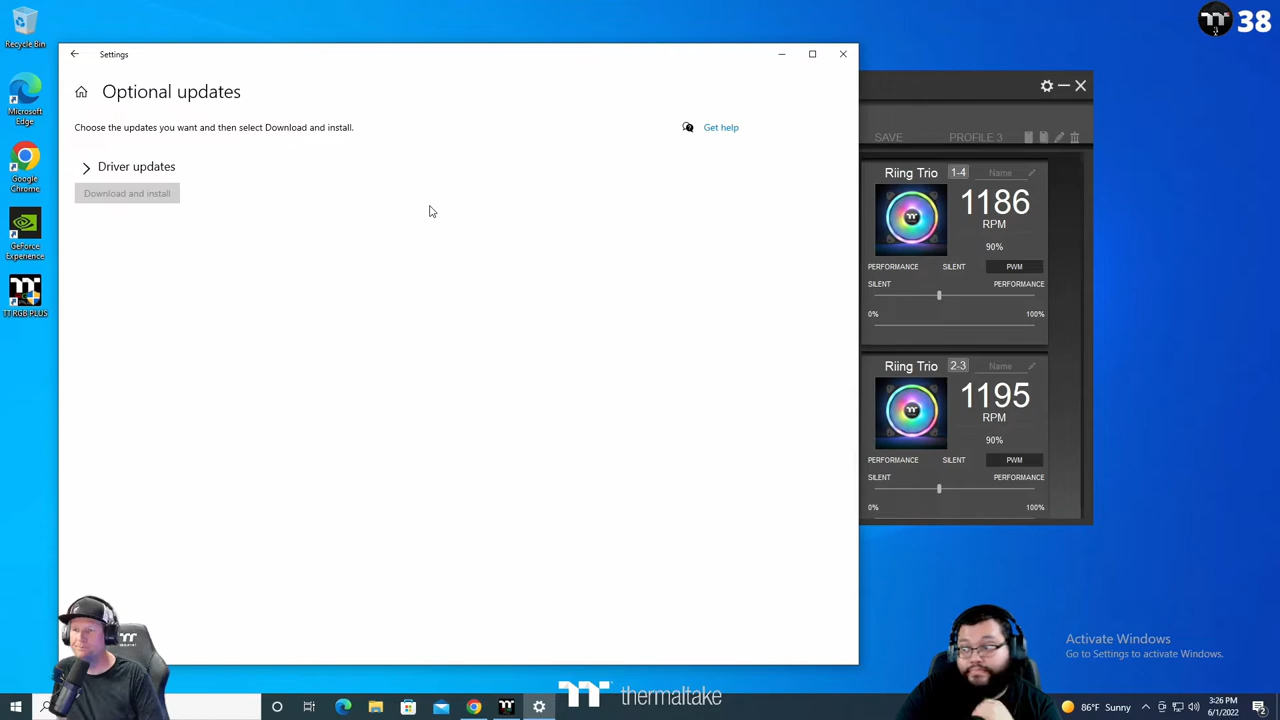 38
Recycle Bin
Microsoft
Edge
Google
Chrome
GeForce
Experience
TT RGB PLUS
Settings
Optional updates
Choose the updates you want and then select Download and install.
Get help
Driver updates
Download and install
SAVE
PROFILE 3
Riing Trio 1-4 Name
1186
RPM
90%
PERFORMANCE SILENT PWM
SILENT PERFORMANCE
0% 100%
Riing Trio 2-3 Name
1195
RPM
90%
PERFORMANCE SILENT PWM
SILENT PERFORMANCE
0% 100%
Activate Windows
Go to Settings to activate Windows.
thermaltake
86°F Sunny
3:26 PM
6/1/2022
2